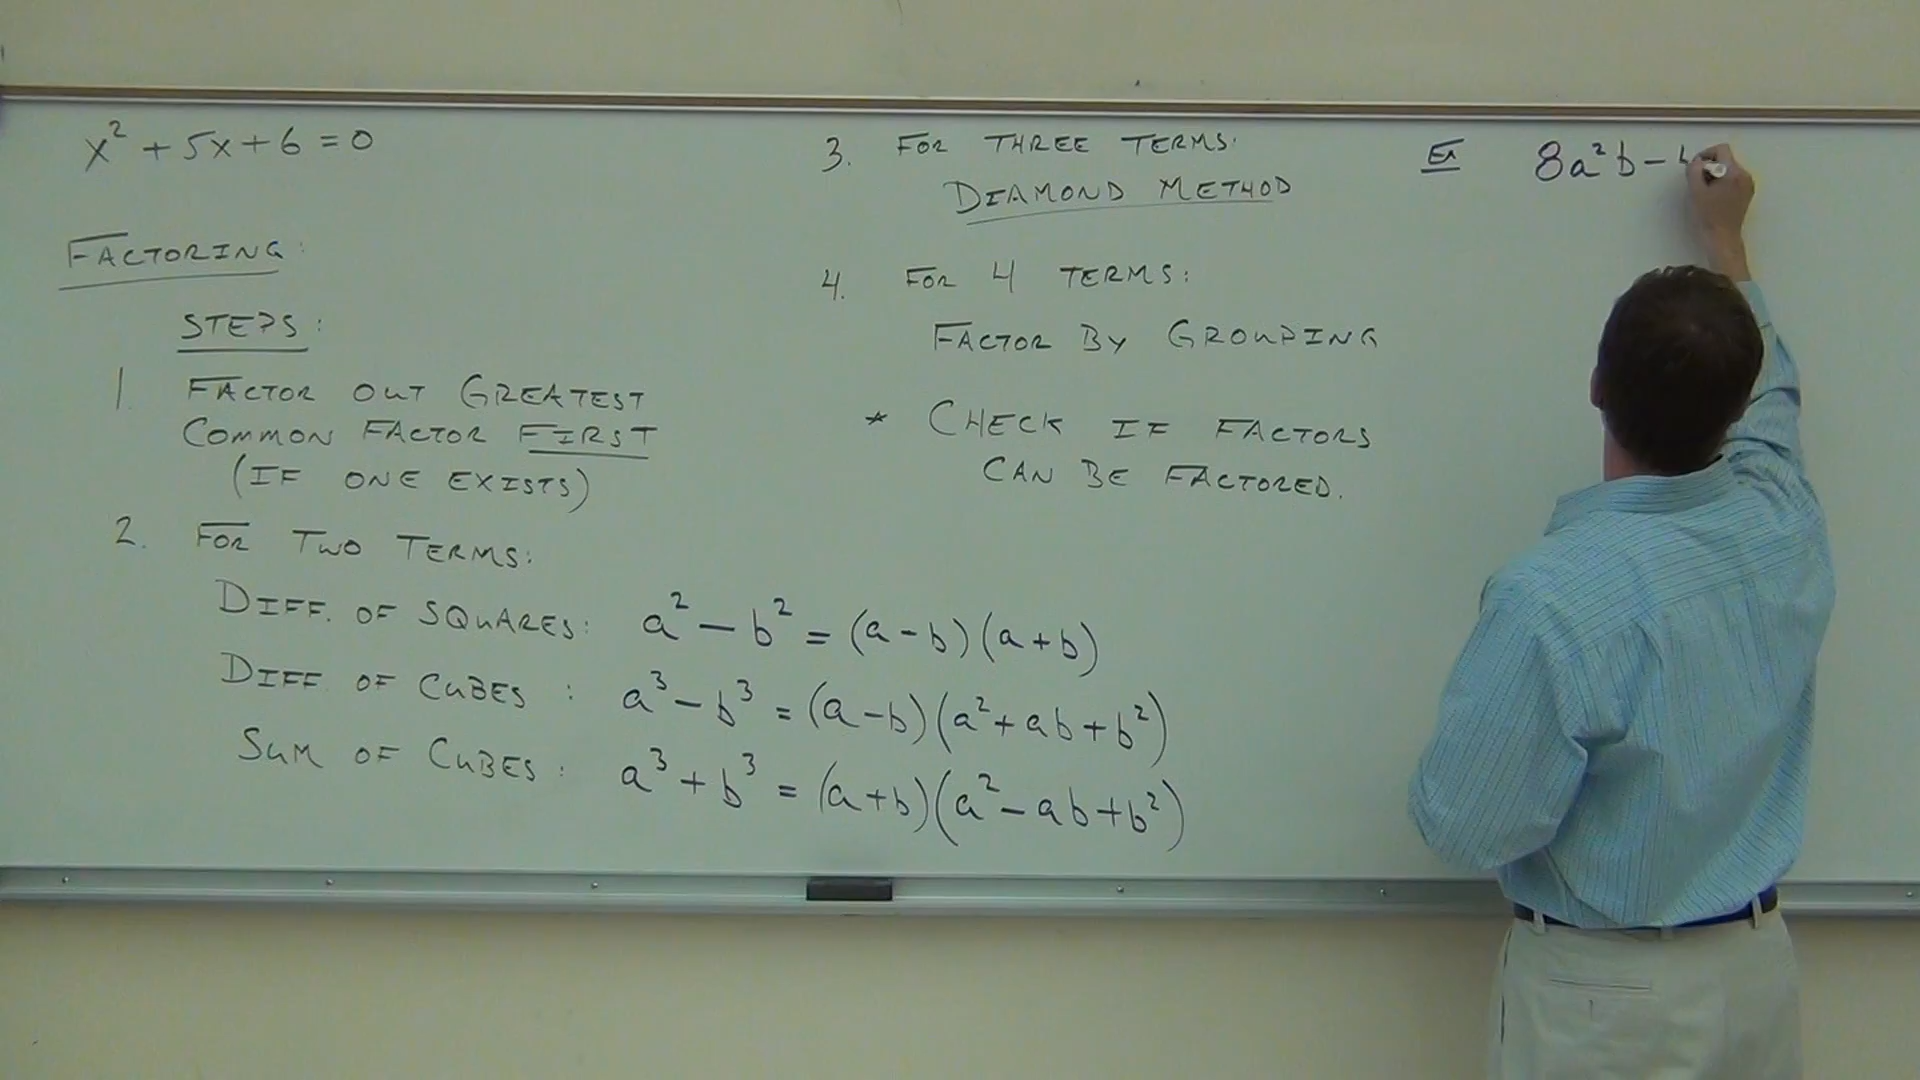 x² + 5x + 6 = 0
FACTORING:
STEPS:
1. FACTOR OUT GREATEST
COMMON FACTOR FIRST
(IF ONE EXISTS)
2. FOR TWO TERMS:
DIFF. OF SQUARES: a² - b² = (a - b)(a + b)
DIFF OF CUBES: a³ - b³ = (a - b)(a² + ab + b²)
SUM OF CUBES: a³ + b³ = (a + b)(a² - ab + b²)
3. FOR THREE TERMS:
DIAMOND METHOD
4. FOR 4 TERMS:
FACTOR BY GROUPING
* CHECK IF FACTORS
CAN BE FACTORED.
Ex 8a²b -